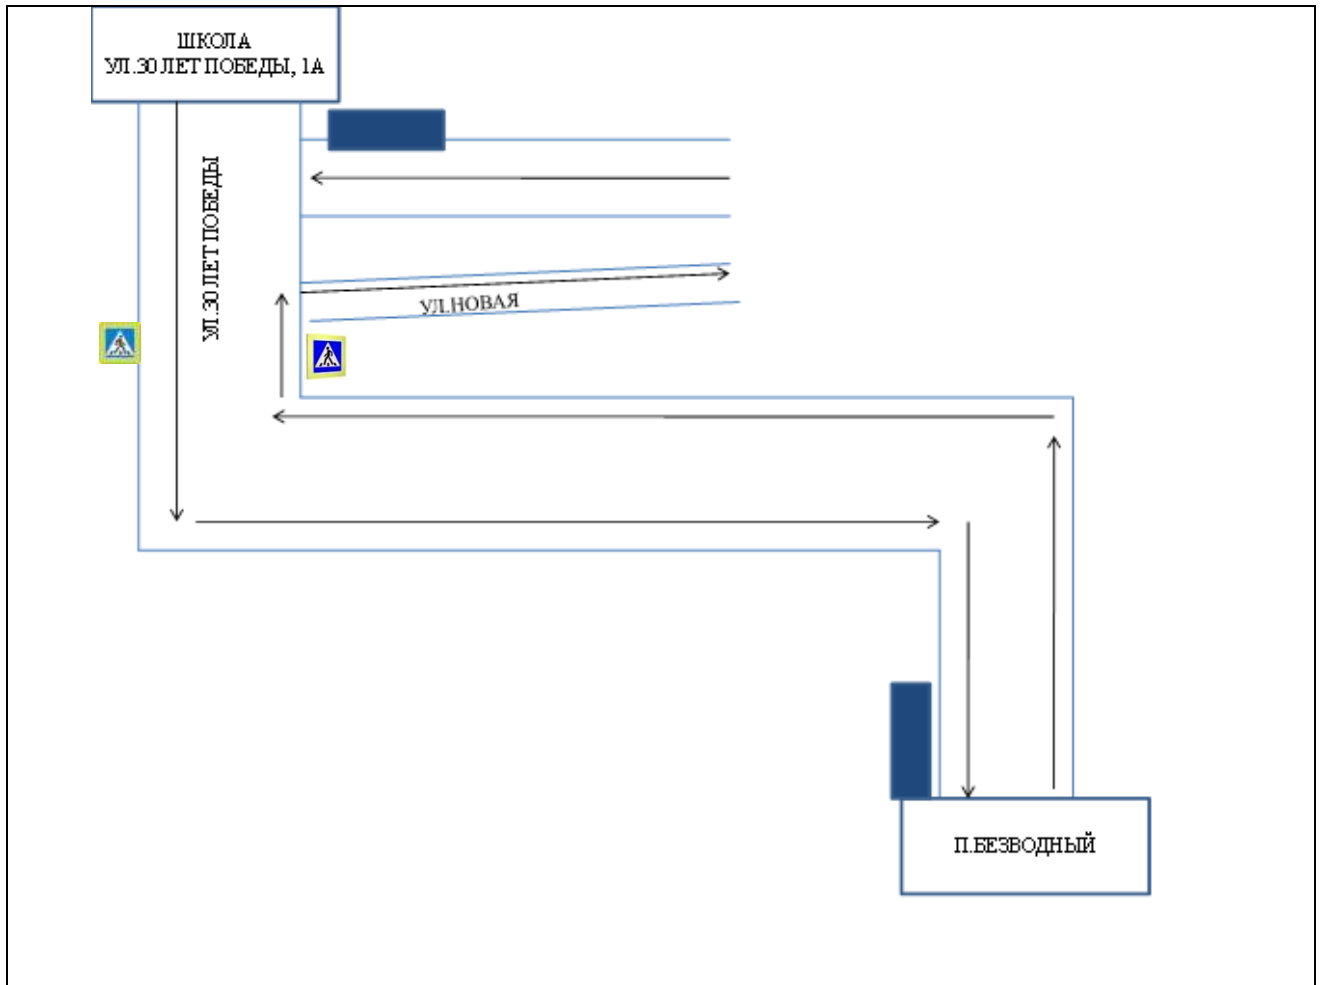 ШКОЛА
УЛ.30 ЛЕТ ПОБЕДЫ, 1А
УЛ.30 ЛЕТ ПОБЕДЫ
УЛ.НОВАЯ
П.БЕЗВОДНЫЙ